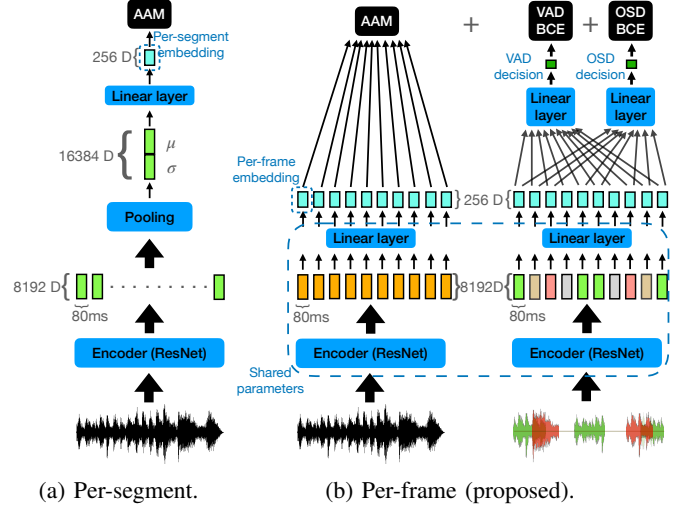 AAM
Per-segment
embedding
256 D
Linear layer
16384 D
μ
σ
Pooling
8192 D
80ms
Encoder (ResNet)
(a) Per-segment.
AAM
+
VAD
BCE
+
OSD
BCE
VAD
decision
OSD
decision
Linear
layer
Linear
layer
Per-frame
embedding
256 D
Linear layer
Linear layer
8192D
80ms
80ms
Encoder (ResNet)
Encoder (ResNet)
Shared
parameters
(b) Per-frame (proposed).